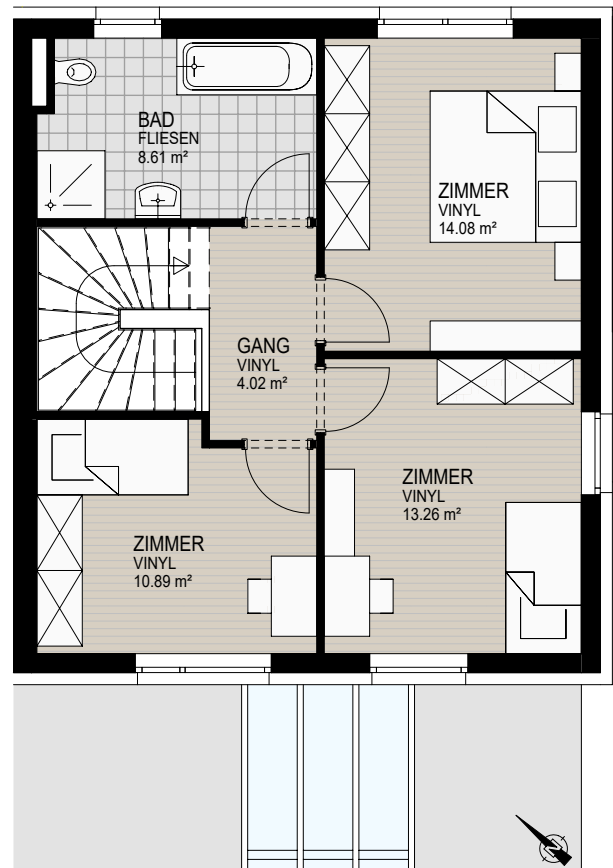 BAD
FLIESEN
8.61 m²
ZIMMER
VINYL
14.08 m²
GANG
VINYL
4.02 m²
ZIMMER
VINYL
13.26 m²
ZIMMER
VINYL
10.89 m²
N